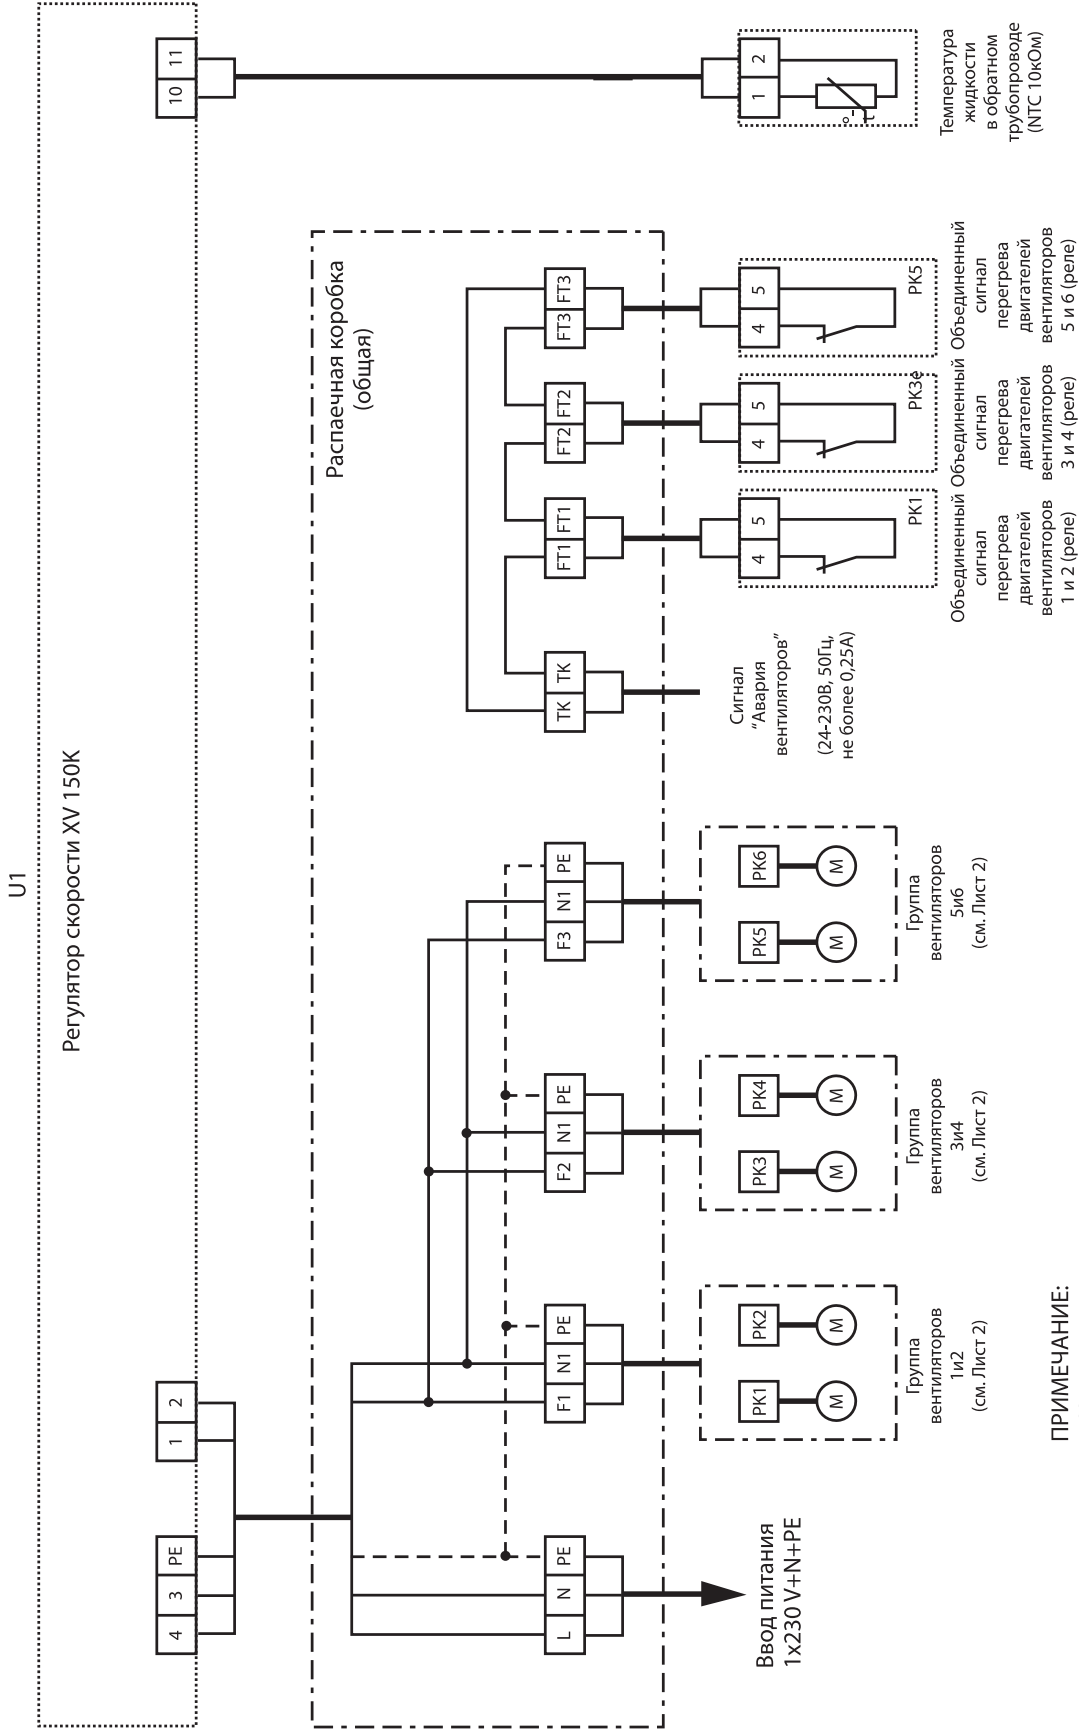 U1
Регулятор скорости XV 150K
4
3
PE
1
2
10
11
Распаечная коробка
(общая)
L
N
PE
F1
N1
PE
F2
N1
PE
F3
N1
PE
TK
TK
FT1
FT1
FT2
FT2
FT3
FT3
Ввод питания
1x230 V+N+PE
PK1
PK2
M
M
Группа
вентиляторов
1и2
(см. Лист 2)
PK3
PK4
M
M
Группа
вентиляторов
3и4
(см. Лист 2)
PK5
PK6
M
M
Группа
вентиляторов
5и6
(см. Лист 2)
Сигнал
“Авария
вентиляторов”
(24-230В, 50Гц,
не более 0,25А)
4
5
PK1
Объединенный
сигнал
перегрева
двигателей
вентиляторов
1 и 2 (реле)
4
5
PK3e
Объединенный
сигнал
перегрева
двигателей
вентиляторов
3 и 4 (реле)
4
5
PK5
Объединенный
сигнал
перегрева
двигателей
вентиляторов
5 и 6 (реле)
1
2
-t°
Температура
жидкости
в обратном
трубопроводе
(NTC 10кОм)
ПРИМЕЧАНИЕ: